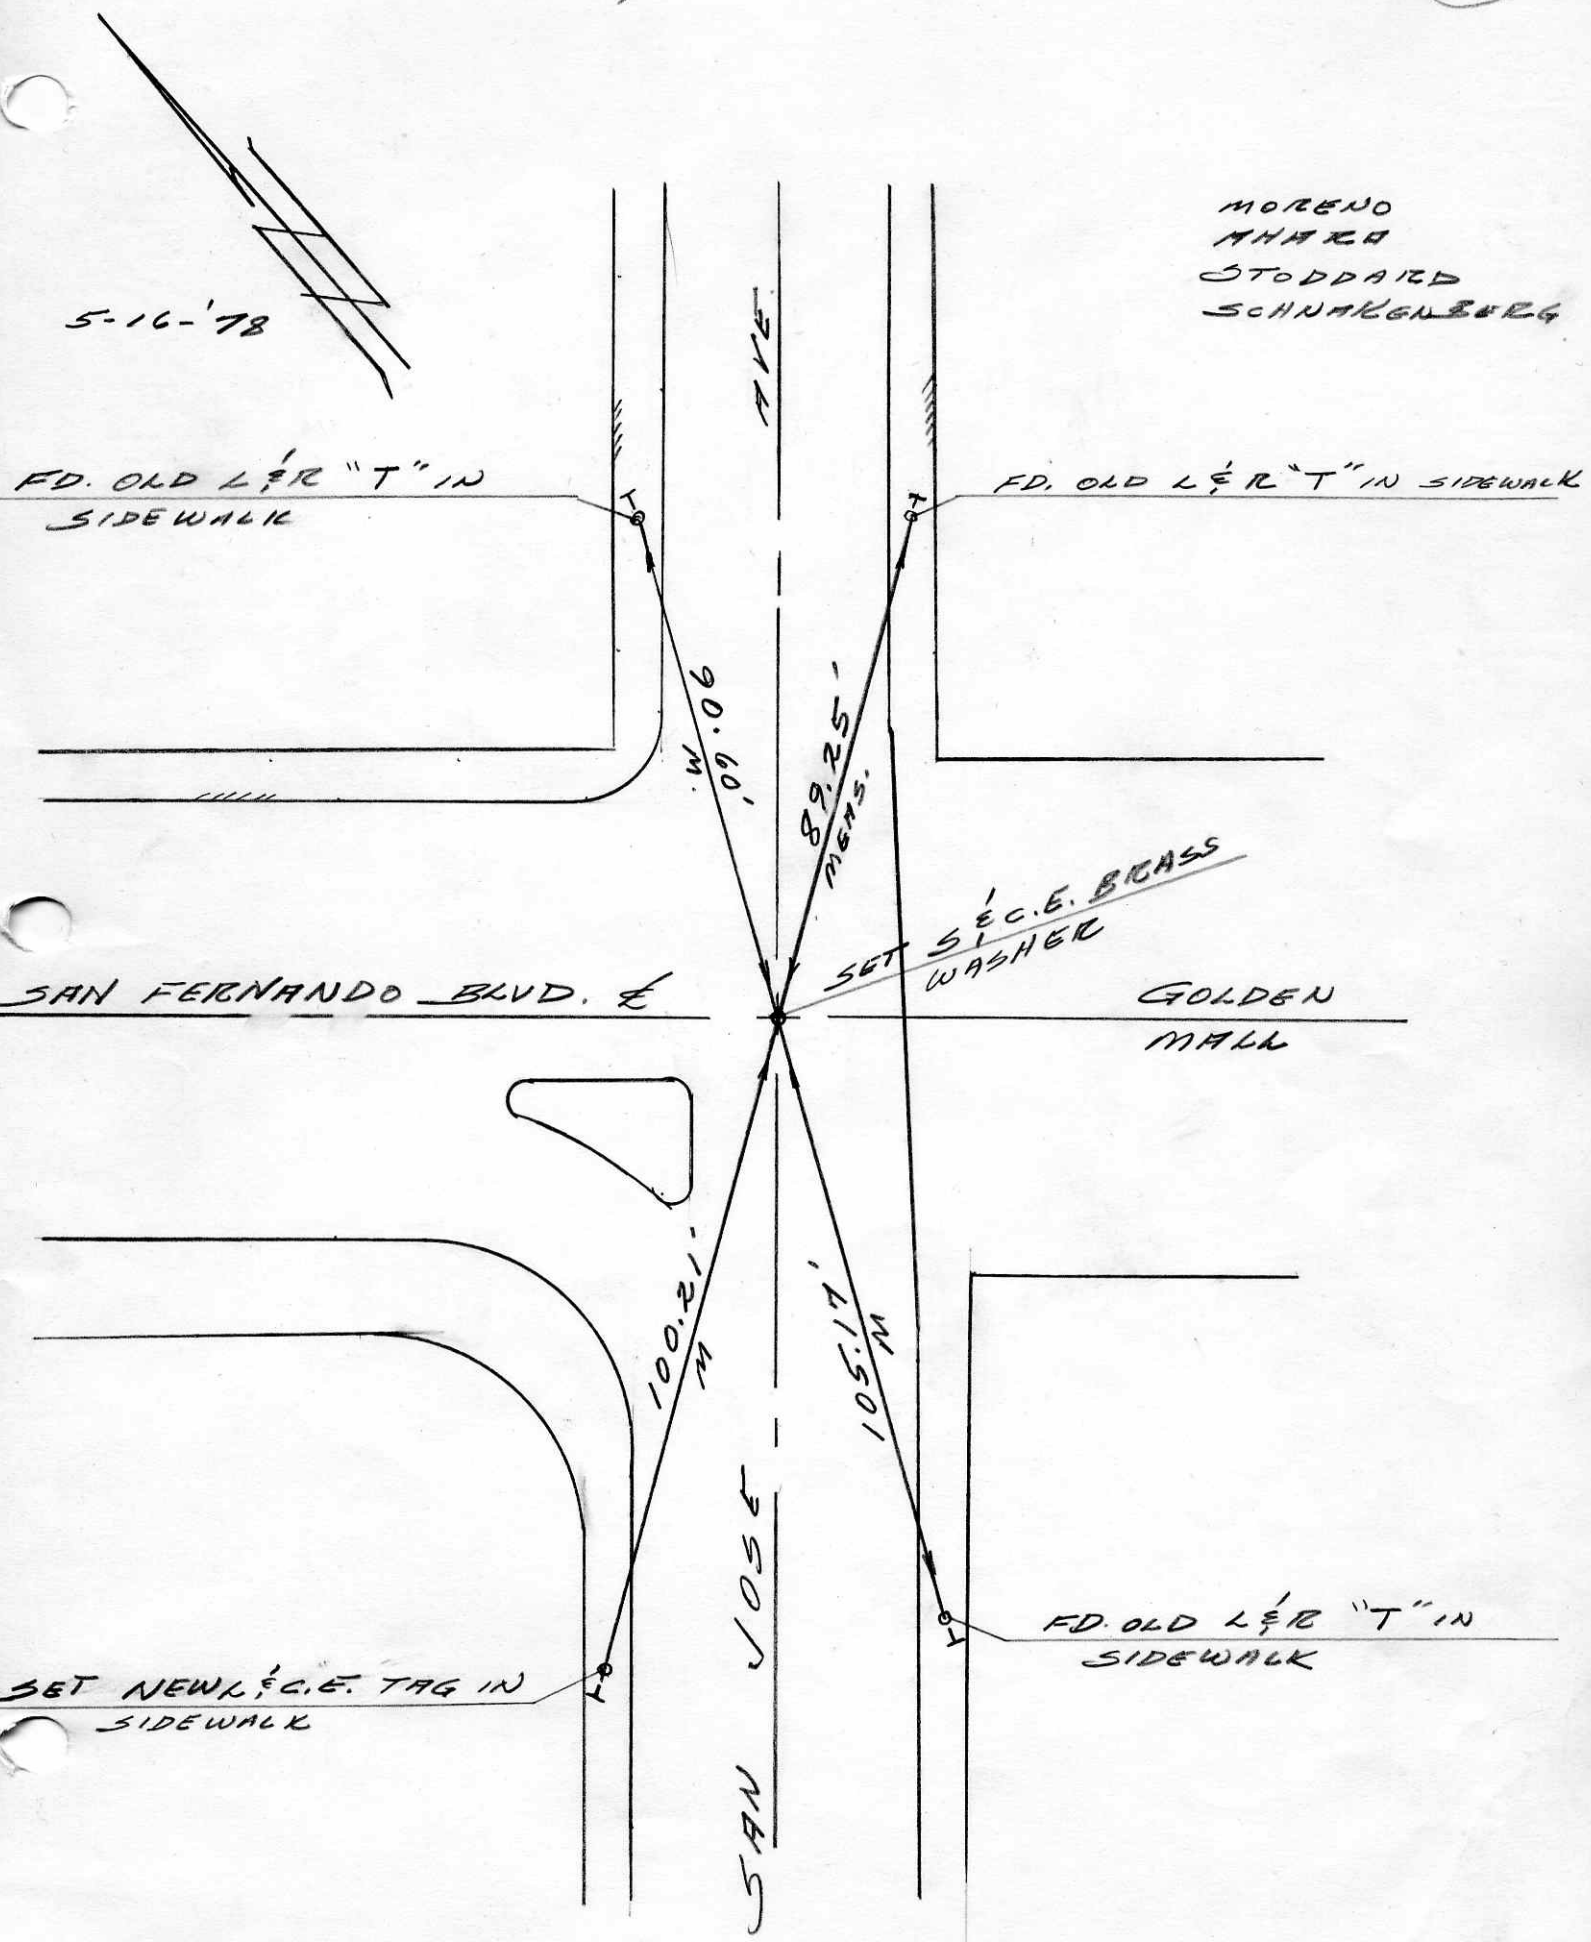 MORENO
STODDARD
SCHNAKENBERG
5-16-'78
AVE
FD. OLD L & R "T" IN
SIDEWALK
FD. OLD L & R "T" IN SIDEWALK
90.60'
M.
89.25'
MEAS.
SET S & C.E. BRASS
WASHER
SAN FERNANDO BLVD. ℄
GOLDEN
MALL
100.21'
M
105.17'
M
SAN JOSE
FD. OLD L & R "T" IN
SIDEWALK
SET NEW L & C.E. TAG IN
SIDEWALK